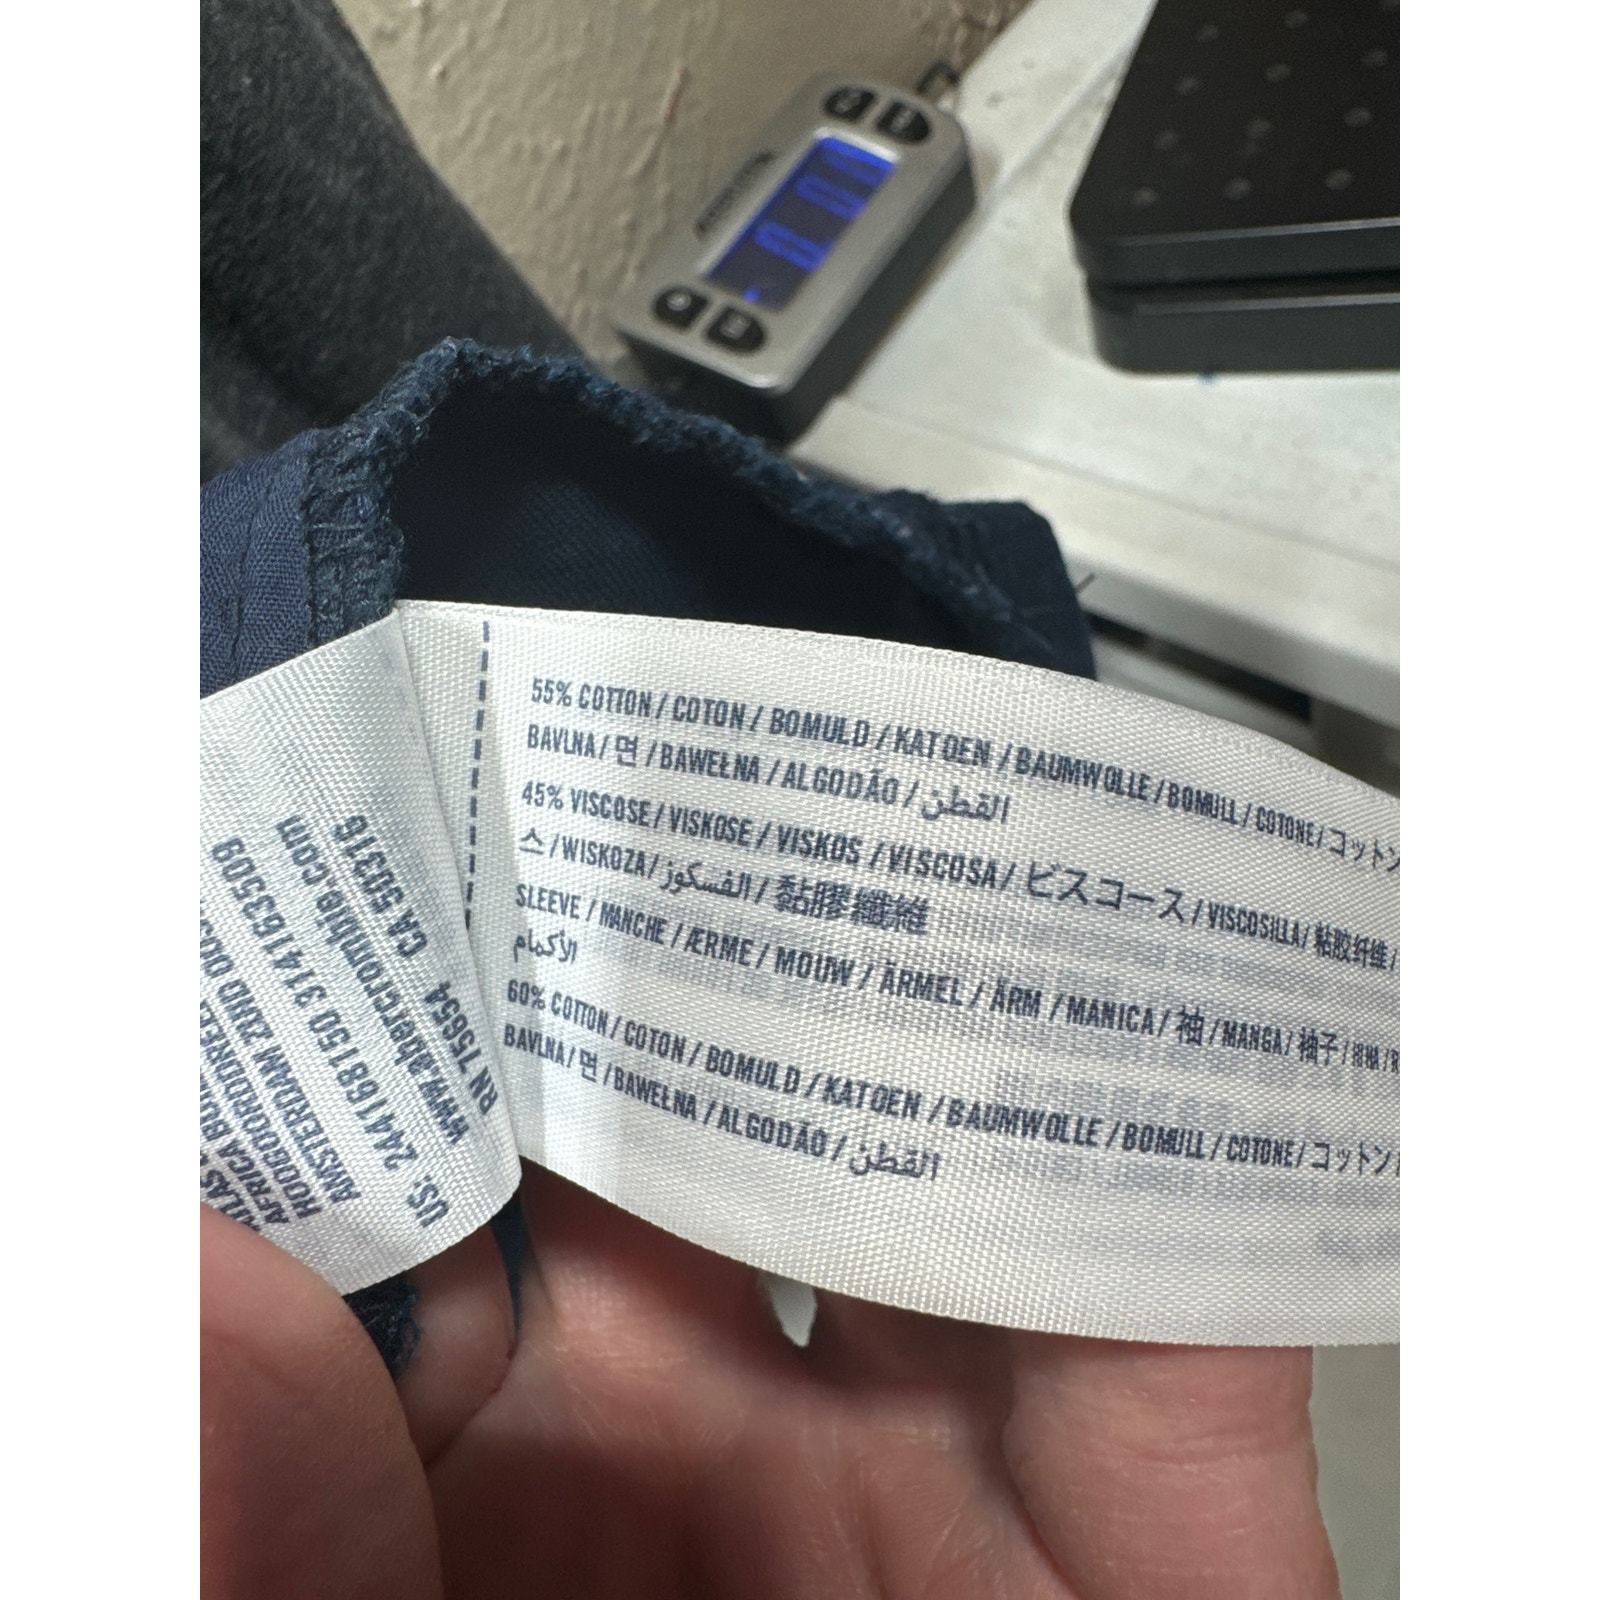 55% COTTON / COTON / BOMULD / KATOEN / BAUMWOLLE / BOMULL / COTONE / コットン
BAVLNA / 면 / BAWEŁNA / ALGODÃO / القطن
45% VISCOSE / VISKOSE / VISKOS / VISCOSA / ビスコース / VISCOSILLA / 粘胶纤维 /
스 / WISKOZA / الفسكوز / 黏膠纖維
SLEEVE / MANCHE / ÆRME / MOUW / ÄRMEL / ÄRM / MANICA / 袖 / MANGA / 袖子 /
الأكمام
60% COTTON / COTON / BOMULD / KATOEN / BAUMWOLLE / BOMULL / COTONE / コットン
BAVLNA / 면 / BAWEŁNA / ALGODÃO / القطن
AMSTERDAM ZUID
US: 244168150 314163509
www.abercrombie.com
RN 75654 CA 50316